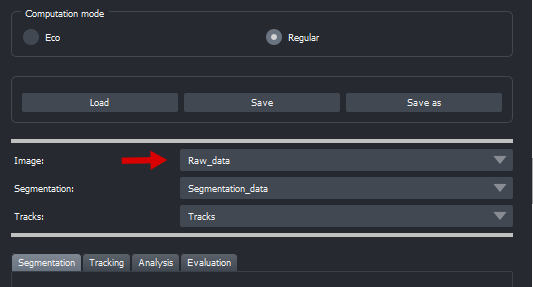 Computation mode
Eco Regular
Load Save Save as
Image: Raw_data
Segmentation: Segmentation_data
Tracks: Tracks
Segmentation Tracking Analysis Evaluation